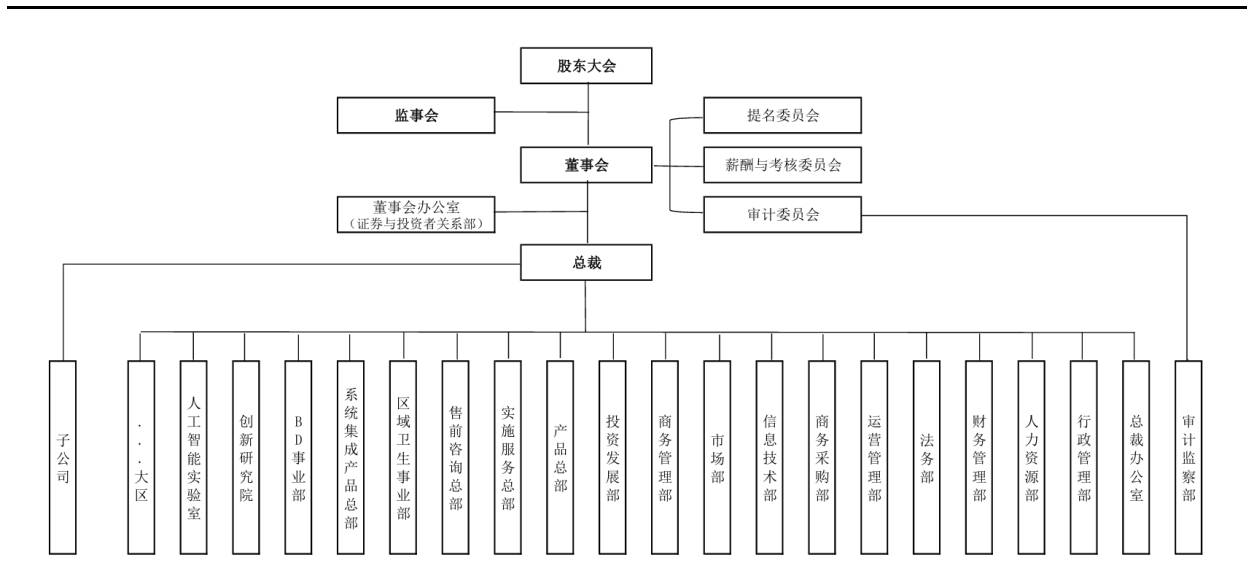 股东大会
监事会
提名委员会
董事会
薪酬与考核委员会
董事会办公室
（证券与投资者关系部）
审计委员会
总裁
子公司
...大区
人工智能实验室
创新研究院
BD事业部
系统集成产品总部
区域卫生事业部
售前咨询总部
实施服务总部
产品总部
投资发展部
商务管理部
市场部
信息技术部
商务采购部
运营管理部
法务部
财务管理部
人力资源部
行政管理部
总裁办公室
审计监察部